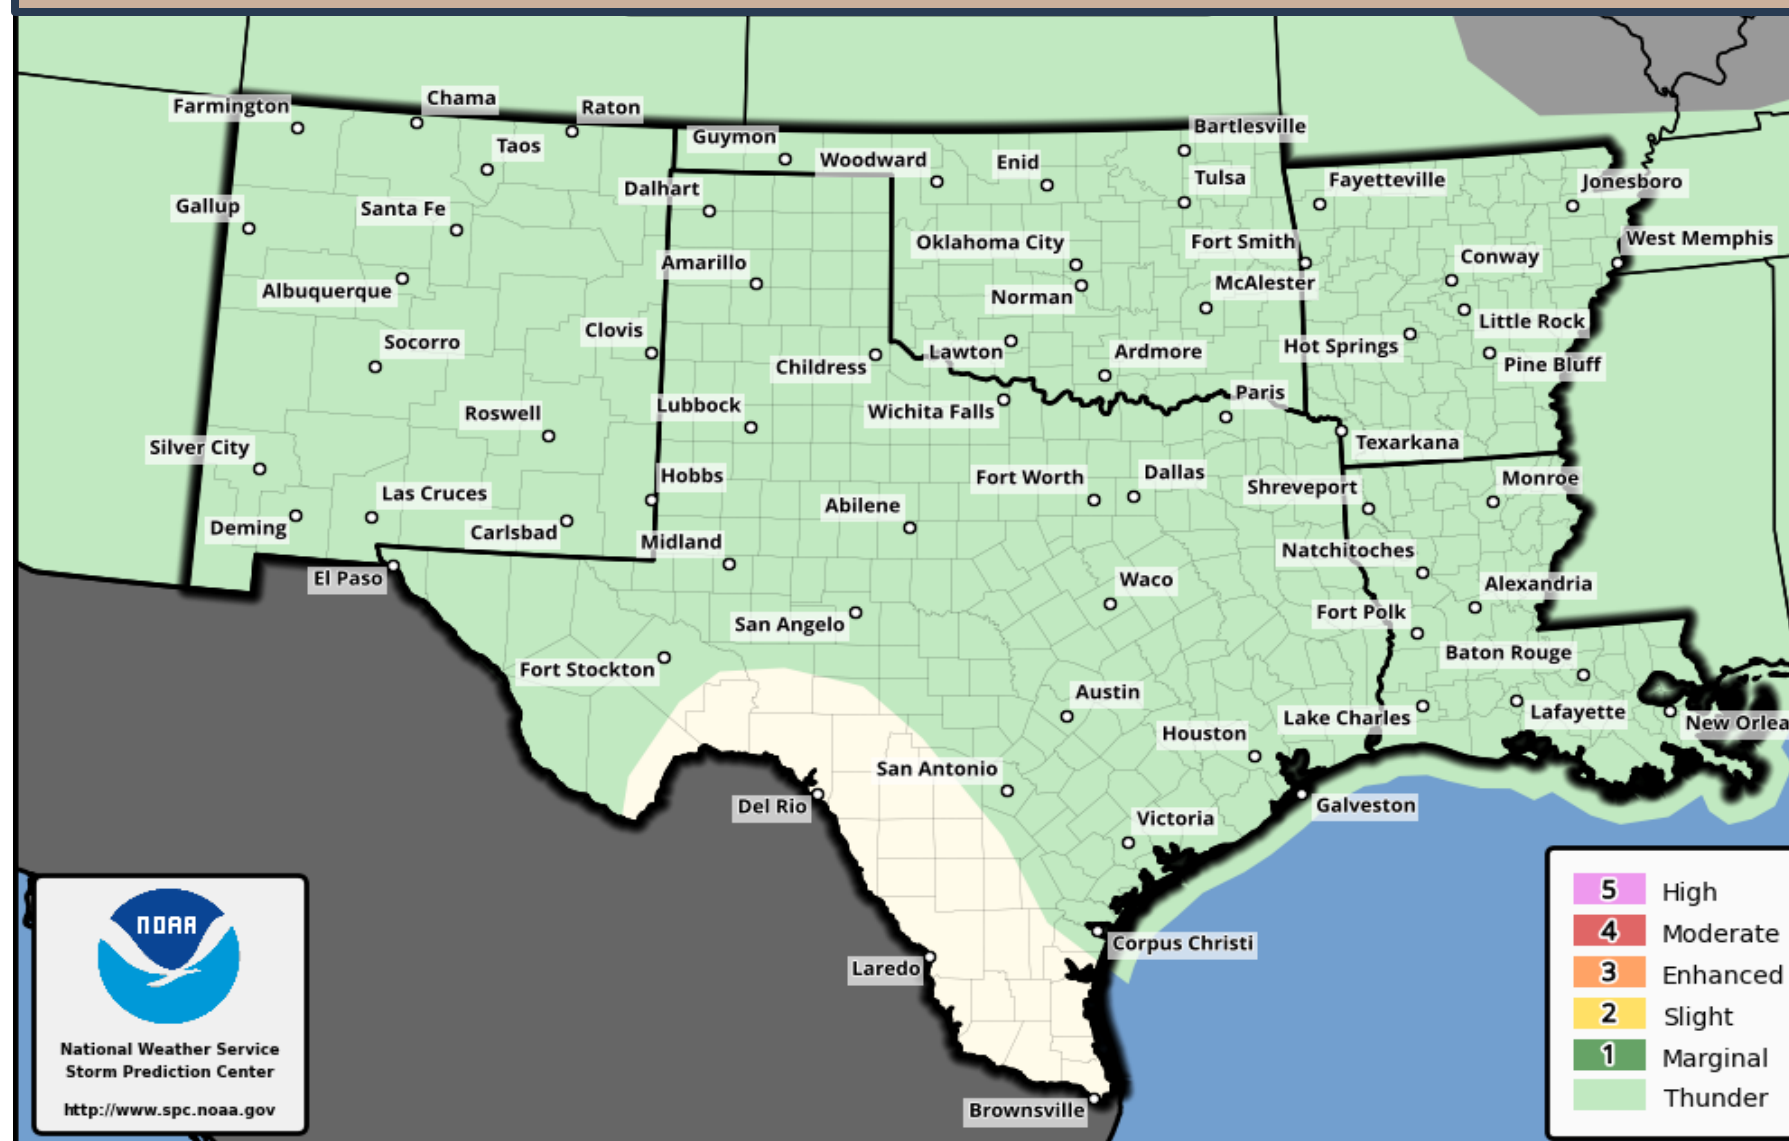 Farmington
Chama
Raton
Taos
Guymon
Woodward
Enid
Bartlesville
Tulsa
Fayetteville
Jonesboro
Gallup
Santa Fe
Dalhart
Oklahoma City
Fort Smith
Conway
West Memphis
Albuquerque
Amarillo
Norman
McAlester
Little Rock
Socorro
Clovis
Childress
Lawton
Ardmore
Hot Springs
Pine Bluff
Roswell
Lubbock
Wichita Falls
Paris
Silver City
Texarkana
Hobbs
Fort Worth
Dallas
Shreveport
Monroe
Las Cruces
Deming
Carlsbad
Midland
Abilene
Natchitoches
El Paso
Waco
Alexandria
San Angelo
Fort Polk
Fort Stockton
Baton Rouge
Austin
Lake Charles
Lafayette
New Orlea
Houston
San Antonio
Del Rio
Galveston
Victoria
Corpus Christi
Laredo
Brownsville
NOAA
National Weather Service
Storm Prediction Center
http://www.spc.noaa.gov
5 High
4 Moderate
3 Enhanced
2 Slight
1 Marginal
Thunder